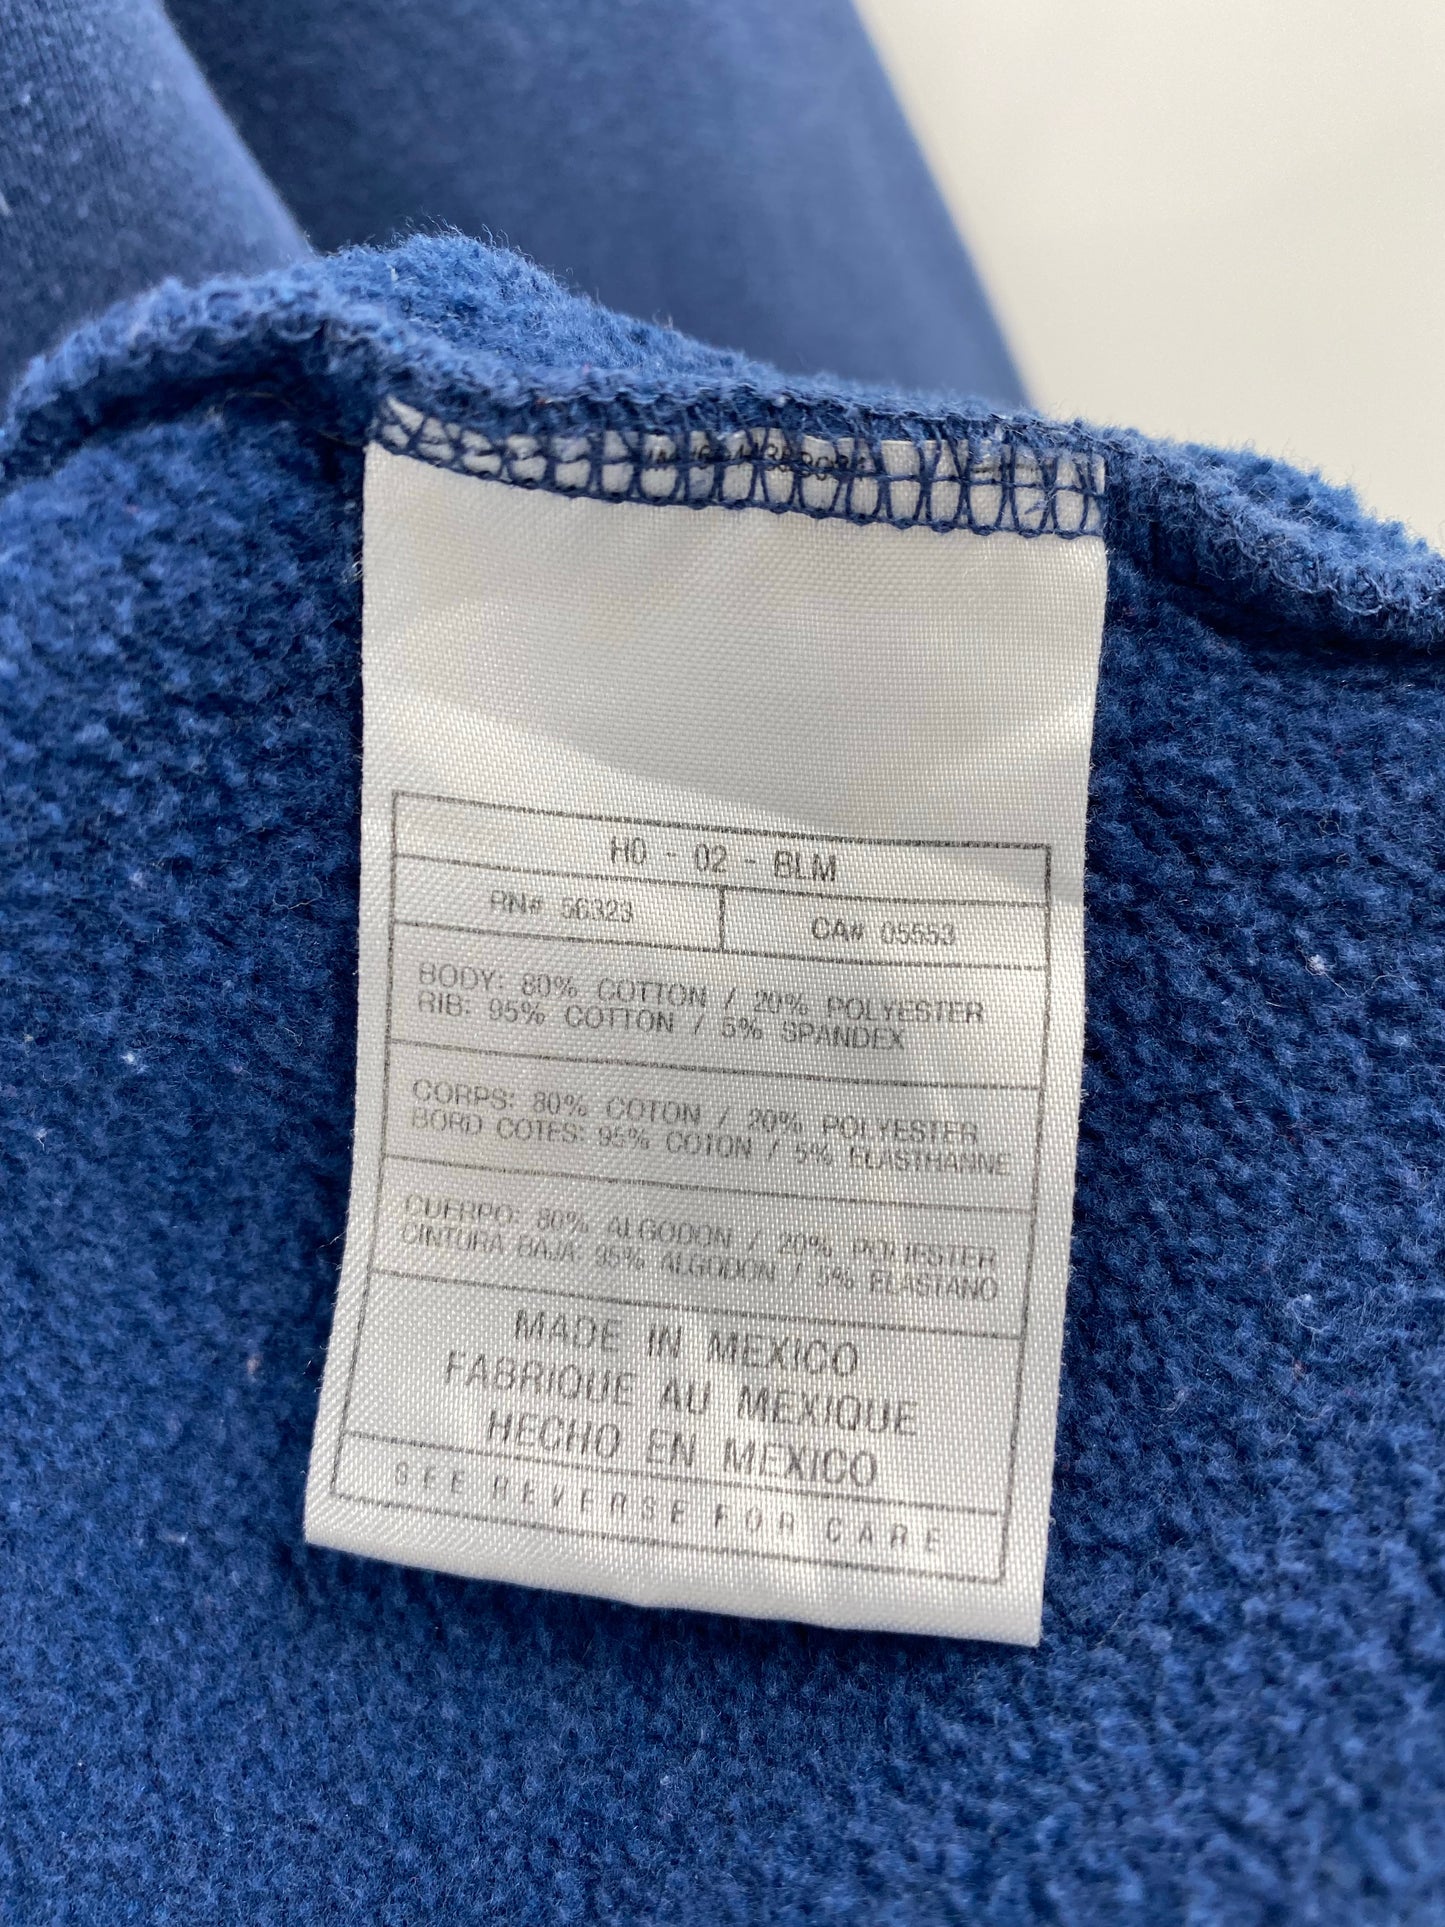 HO - 02 - BLM
RN# 56323 CA# 05553
BODY: 80% COTTON / 20% POLYESTER
RIB: 95% COTTON / 5% SPANDEX
CORPS: 80% COTON / 20% POLYESTER
BORD COTES: 95% COTON / 5% ELASTHANNE
CUERPO: 80% ALGODON / 20% POLIESTER
CINTURA BAJA: 95% ALGODON / 5% ELASTANO
MADE IN MEXICO
FABRIQUE AU MEXIQUE
HECHO EN MEXICO
SEE REVERSE FOR CARE